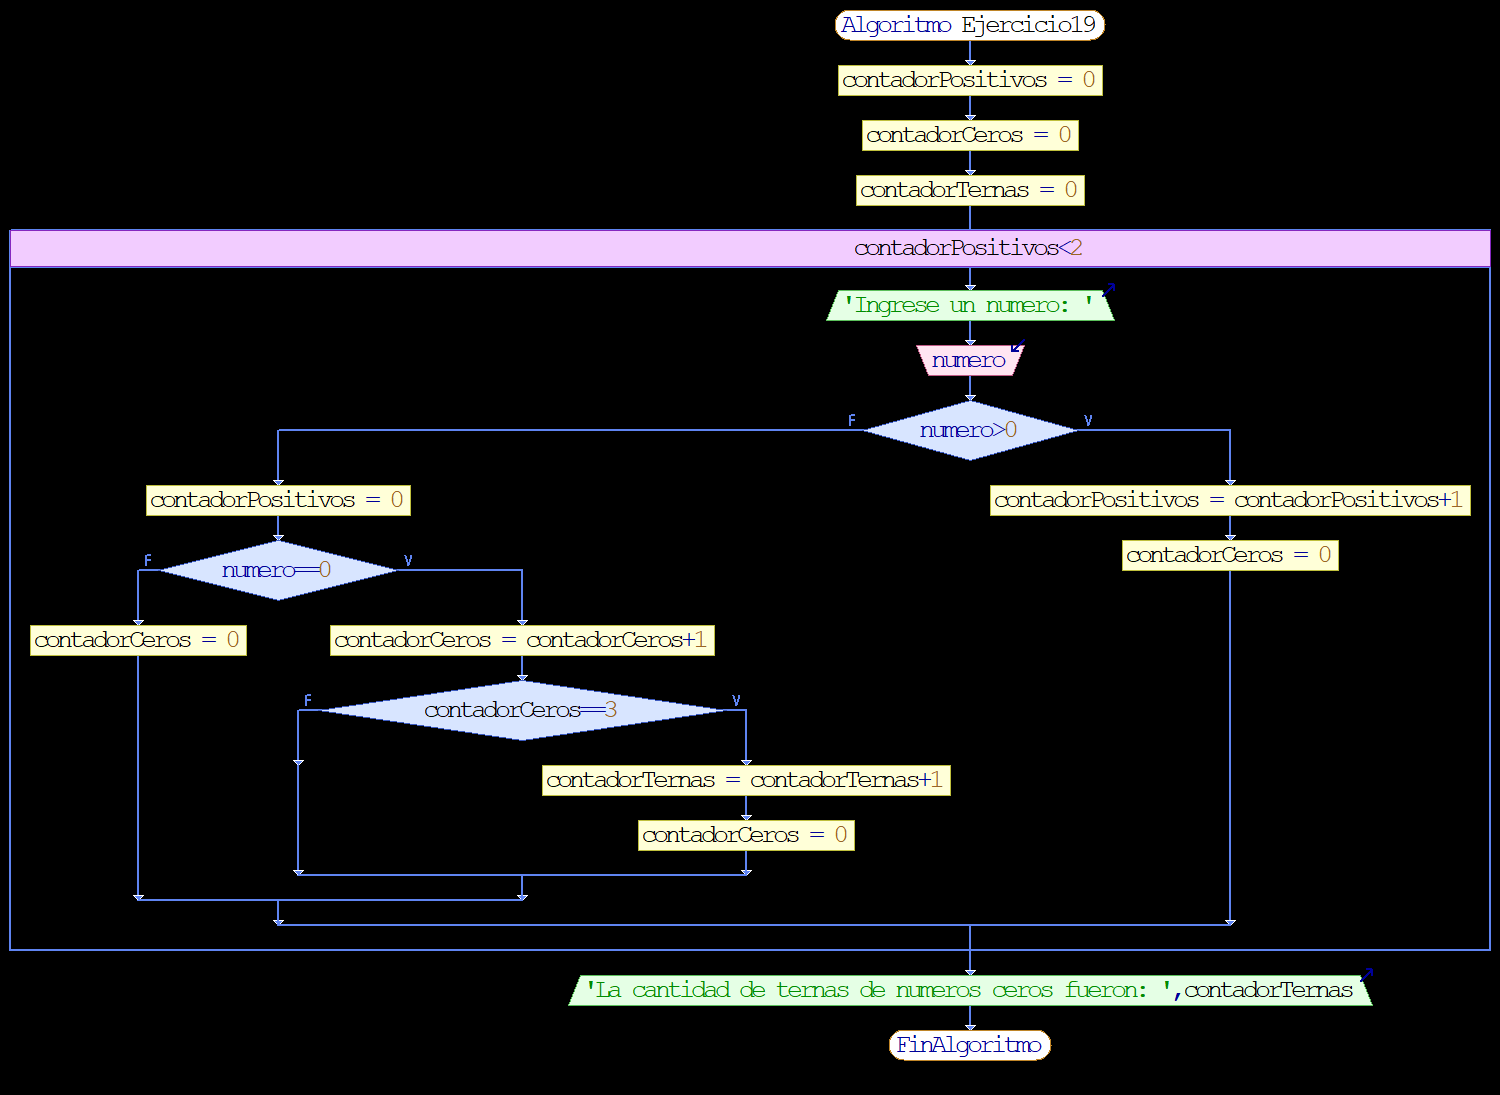 Algoritmo Ejercicio19
contadorPositivos = 0
contadorCeros = 0
contadorTernas = 0
contadorPositivos<2
'Ingrese un numero: '
numero
F
V
numero>0
contadorPositivos = 0
contadorPositivos = contadorPositivos+1
F
V
numero==0
contadorCeros = 0
contadorCeros = 0
contadorCeros = contadorCeros+1
F
V
contadorCeros==3
contadorTernas = contadorTernas+1
contadorCeros = 0
'La cantidad de ternas de numeros ceros fueron: ',contadorTernas
FinAlgoritmo